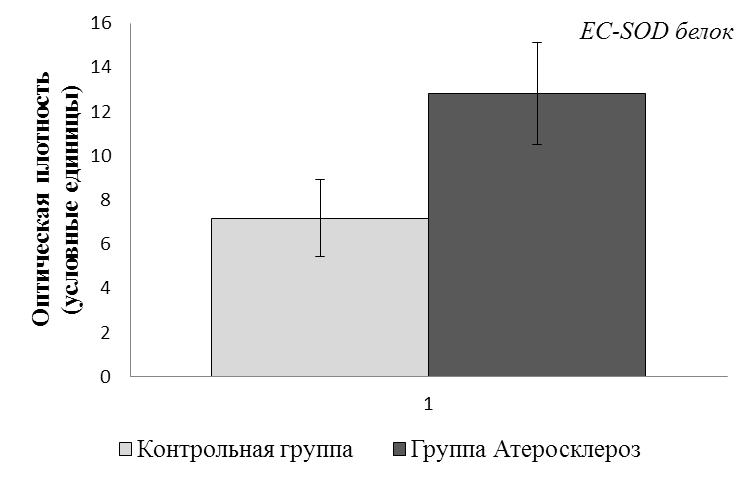 EC-SOD белок
Оптическая плотность
(условные единицы)
16
14
12
10
8
6
4
2
0
1
Контрольная группа
Группа Атеросклероз